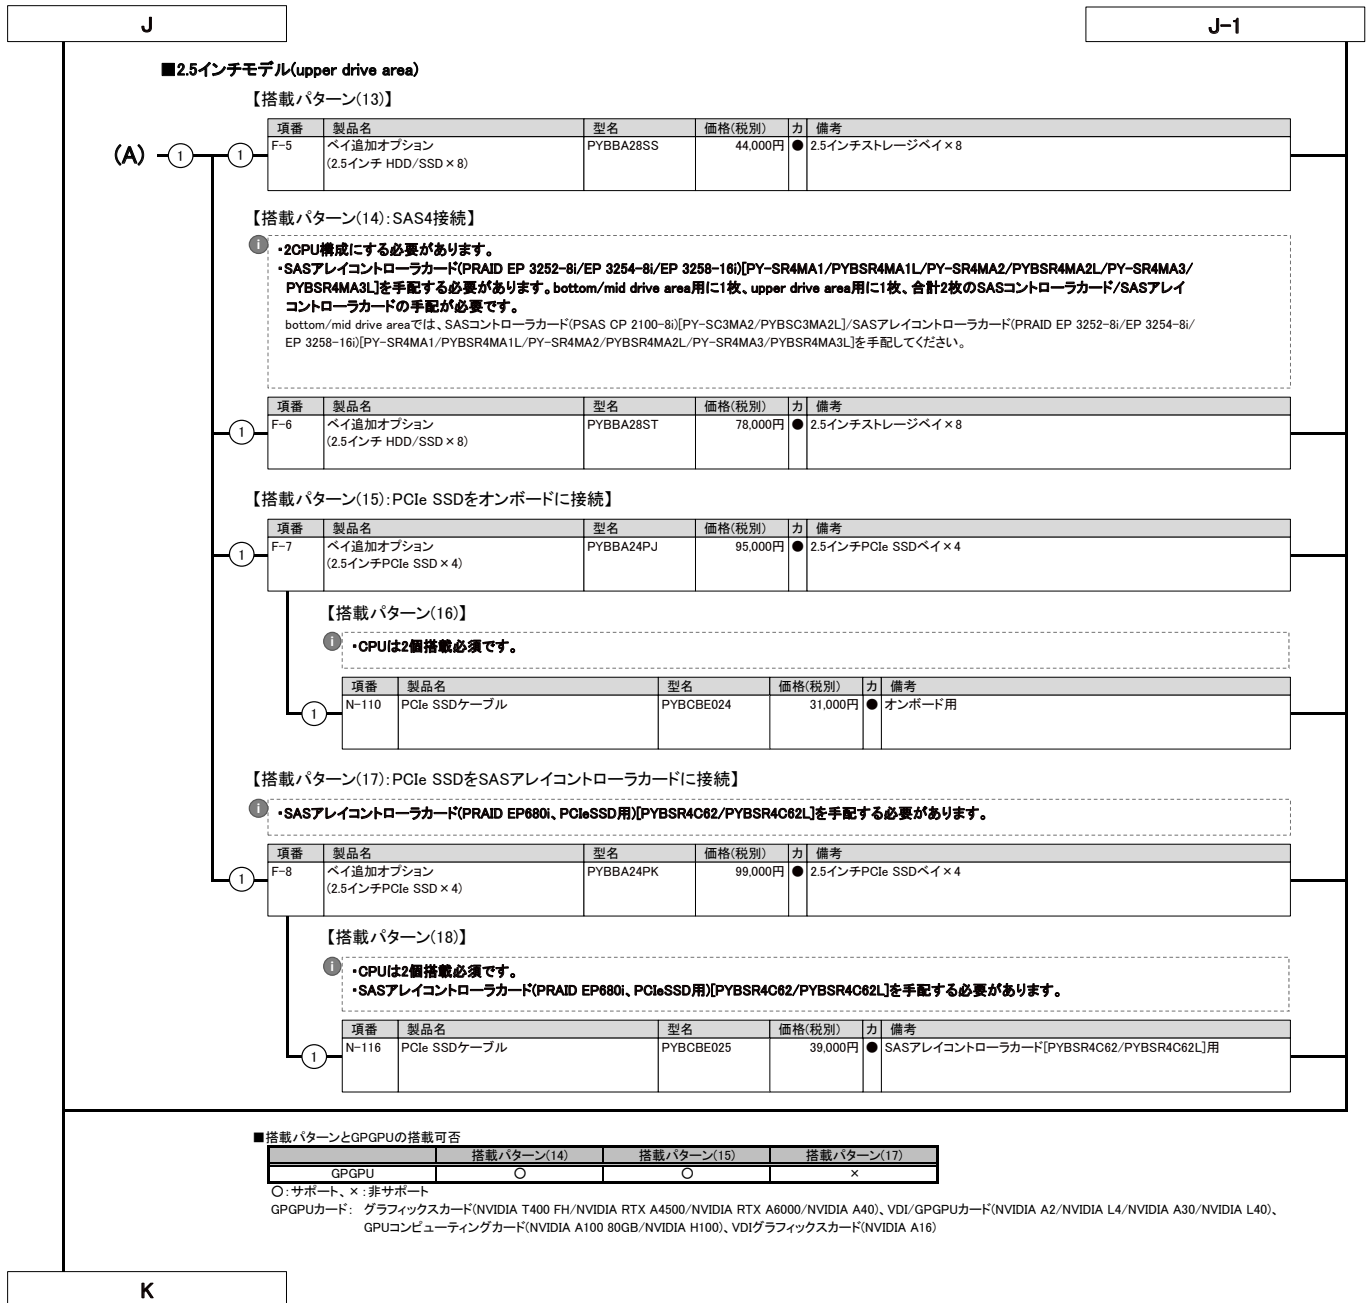 J
J-1
■2.5インチモデル(upper drive area)
【搭載パターン(13)】
項番 製品名 型名 価格(税別) カ 備考
(A) 1 1 F-5 ベイ追加オプション PYBBA28SS 44,000円 ● 2.5インチストレージベイ×8
(2.5インチ HDD/SSD×8)
【搭載パターン(14):SAS4接続】
i ・2CPU構成にする必要があります。
・SASアレイコントローラカード(PRAID EP 3252-8i/EP 3254-8i/EP 3258-16i)[PY-SR4MA1/PYBSR4MA1L/PY-SR4MA2/PYBSR4MA2L/PY-SR4MA3/
PYBSR4MA3L]を手配する必要があります。bottom/mid drive area用に1枚、upper drive area用に1枚、合計2枚のSASコントローラカード/SASアレイ
コントローラカードの手配が必要です。
bottom/mid drive areaでは、SASコントローラカード(PSAS CP 2100-8i)[PY-SC3MA2/PYBSC3MA2L]/SASアレイコントローラカード(PRAID EP 3252-8i/EP 3254-8i/
EP 3258-16i)[PY-SR4MA1/PYBSR4MA1L/PY-SR4MA2/PYBSR4MA2L/PY-SR4MA3/PYBSR4MA3L]を手配してください。
項番 製品名 型名 価格(税別) カ 備考
1 F-6 ベイ追加オプション PYBBA28ST 78,000円 ● 2.5インチストレージベイ×8
(2.5インチ HDD/SSD×8)
【搭載パターン(15):PCIe SSDをオンボードに接続】
項番 製品名 型名 価格(税別) カ 備考
1 F-7 ベイ追加オプション PYBBA24PJ 95,000円 ● 2.5インチPCIe SSDベイ×4
(2.5インチPCIe SSD×4)
【搭載パターン(16)】
i ・CPUは2個搭載必須です。
項番 製品名 型名 価格(税別) カ 備考
1 N-110 PCIe SSDケーブル PYBCBE024 31,000円 ● オンボード用
【搭載パターン(17):PCIe SSDをSASアレイコントローラカードに接続】
i ・SASアレイコントローラカード(PRAID EP680i、PCIeSSD用)[PYBSR4C62/PYBSR4C62L]を手配する必要があります。
項番 製品名 型名 価格(税別) カ 備考
1 F-8 ベイ追加オプション PYBBA24PK 99,000円 ● 2.5インチPCIe SSDベイ×4
(2.5インチPCIe SSD×4)
【搭載パターン(18)】
i ・CPUは2個搭載必須です。
・SASアレイコントローラカード(PRAID EP680i、PCIeSSD用)[PYBSR4C62/PYBSR4C62L]を手配する必要があります。
項番 製品名 型名 価格(税別) カ 備考
1 N-116 PCIe SSDケーブル PYBCBE025 39,000円 ● SASアレイコントローラカード[PYBSR4C62/PYBSR4C62L]用
■搭載パターンとGPGPUの搭載可否
搭載パターン(14) 搭載パターン(15) 搭載パターン(17)
GPGPU ○ ○ ×
○:サポート、×:非サポート
GPGPUカード: グラフィックスカード(NVIDIA T400 FH/NVIDIA RTX A4500/NVIDIA RTX A6000/NVIDIA A40)、VDI/GPGPUカード(NVIDIA A2/NVIDIA L4/NVIDIA A30/NVIDIA L40)、
GPUコンピューティングカード(NVIDIA A100 80GB/NVIDIA H100)、VDIグラフィックスカード(NVIDIA A16)
K